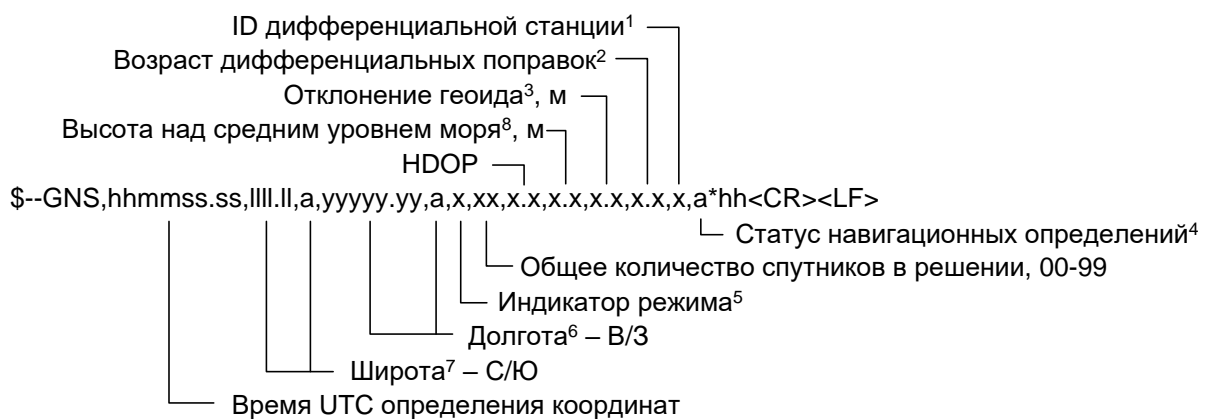 ID дифференциальной станции¹
Возраст дифференциальных поправок²
Отклонение геоида³, м
Высота над средним уровнем моря⁸, м
HDOP
$--GNS,hhmmss.ss,llll.ll,a,yyyyy.yy,a,x,xx,x.x,x.x,x.x,x.x,x,a*hh<CR><LF>
Статус навигационных определений⁴
Общее количество спутников в решении, 00-99
Индикатор режима⁵
Долгота⁶ – В/З
Широта⁷ – С/Ю
Время UTC определения координат